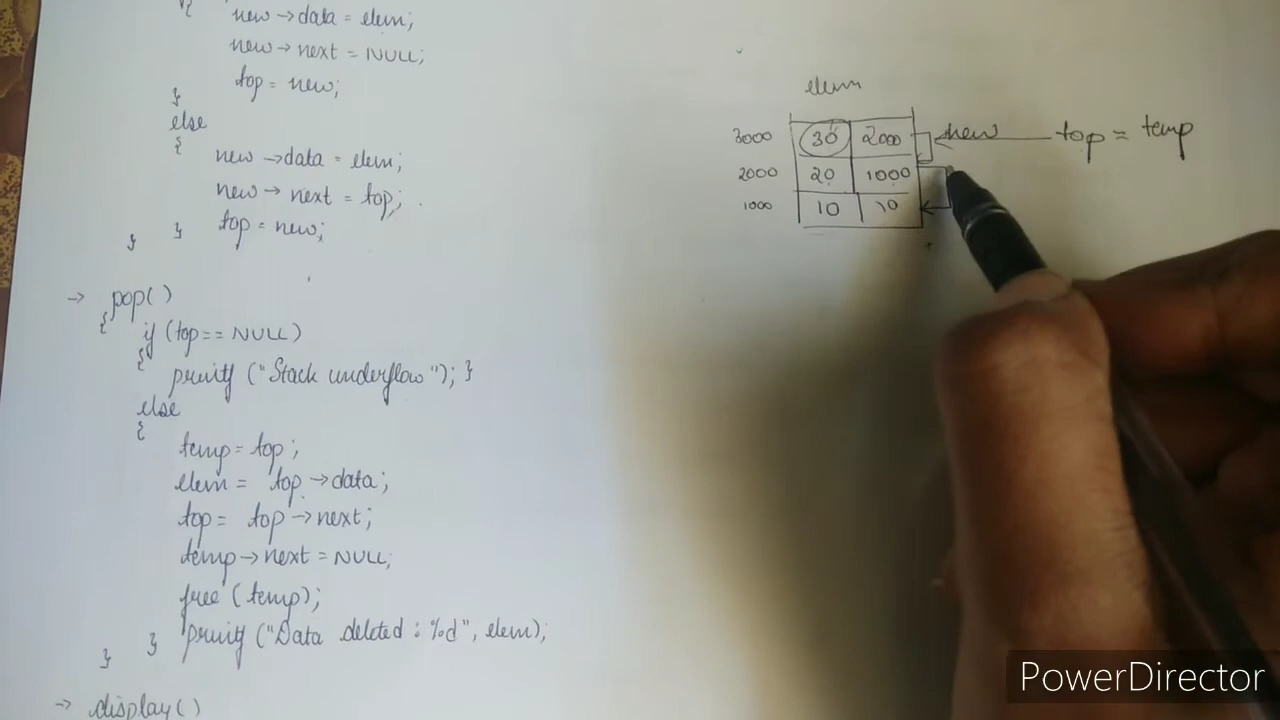 { new →data = elem;
new → next = NULL;
top = new;
}
else
{ new →data = elem;
new → next = top;
} } top = new;
→ pop()
{ if (top== NULL)
{ printf ("Stack underflow"); }
else
{
temp = top;
elem = top →data;
top = top →next;
temp → next = NULL;
free (temp);
} } printf ("Data deleted : %d", elem);
→ display()
elem
3000 30 2000 new top = temp
2000 20 1000
1000 10 10
PowerDirector